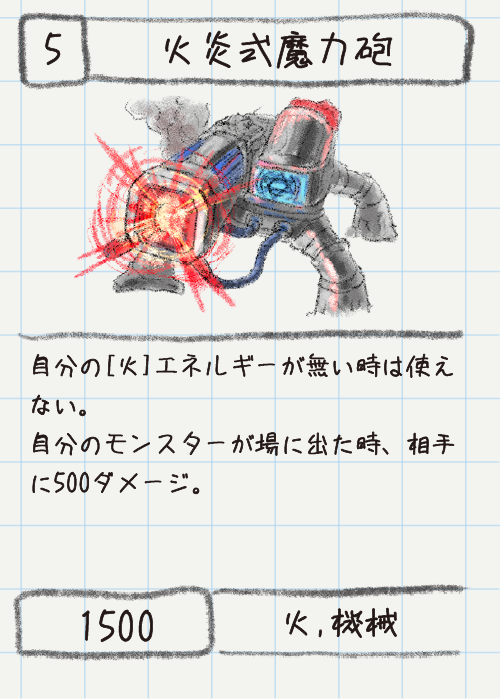 5
火炎式魔力砲
自分の[火]エネルギーが無い時は使え
ない。
自分のモンスターが場に出た時、相手
に500ダメージ。
1500
火,機械